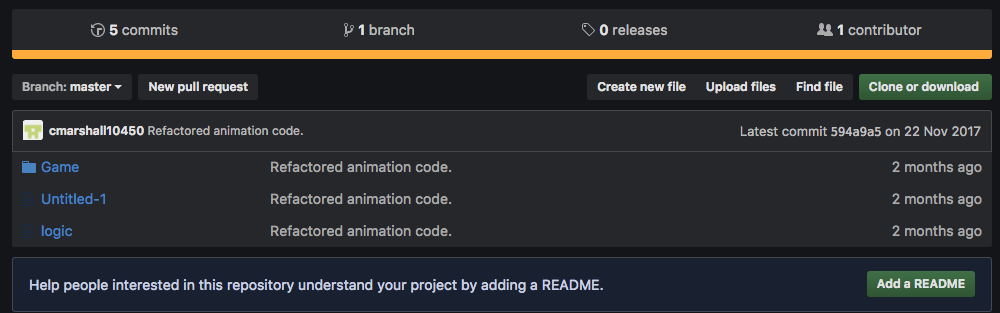 5 commits 1 branch 0 releases 1 contributor
Branch: master New pull request Create new file Upload files Find file Clone or download
cmarshall10450 Refactored animation code. Latest commit 594a9a5 on 22 Nov 2017
Game Refactored animation code. 2 months ago
Untitled-1 Refactored animation code. 2 months ago
logic Refactored animation code. 2 months ago
Help people interested in this repository understand your project by adding a README. Add a README